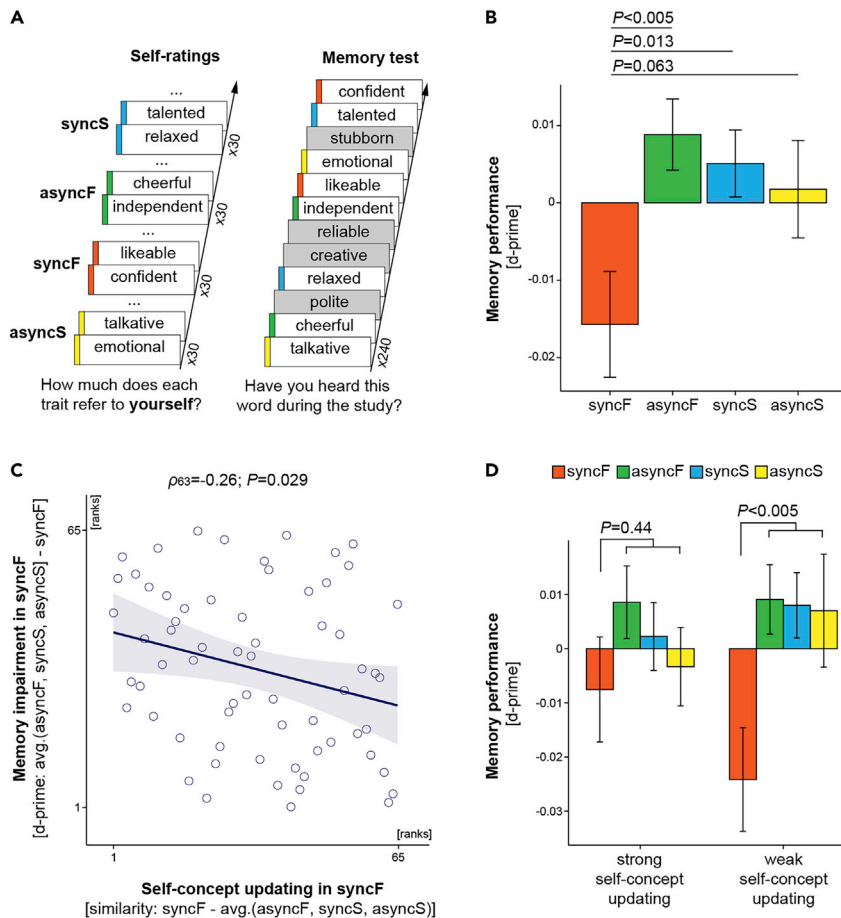 A
Self-ratings
...
talented
syncS
relaxed
x30
...
cheerful
asyncF
independent
x30
...
likeable
syncF
confident
x30
...
talkative
asyncS
emotional
x30
How much does each
trait refer to yourself?
Memory test
confident
talented
stubborn
emotional
likeable
independent
reliable
creative
relaxed
polite
cheerful
talkative
x240
Have you heard this
word during the study?
B
P<0.005
P=0.013
P=0.063
Memory performance
[d-prime]
0.01
0
-0.01
-0.02
syncF asyncF syncS asyncS
C
ρ63=-0.26; P=0.029
[ranks]
65
1
Memory impairment in syncF
[d-prime: avg.(asyncF, syncS, asyncS] - syncF]
[ranks]
1 65
Self-concept updating in syncF
[similarity: syncF - avg.(asyncF, syncS, asyncS)]
D
syncF asyncF syncS asyncS
P=0.44
P<0.005
Memory performance
[d-prime]
0.01
0
-0.01
-0.02
-0.03
strong
self-concept
updating
weak
self-concept
updating